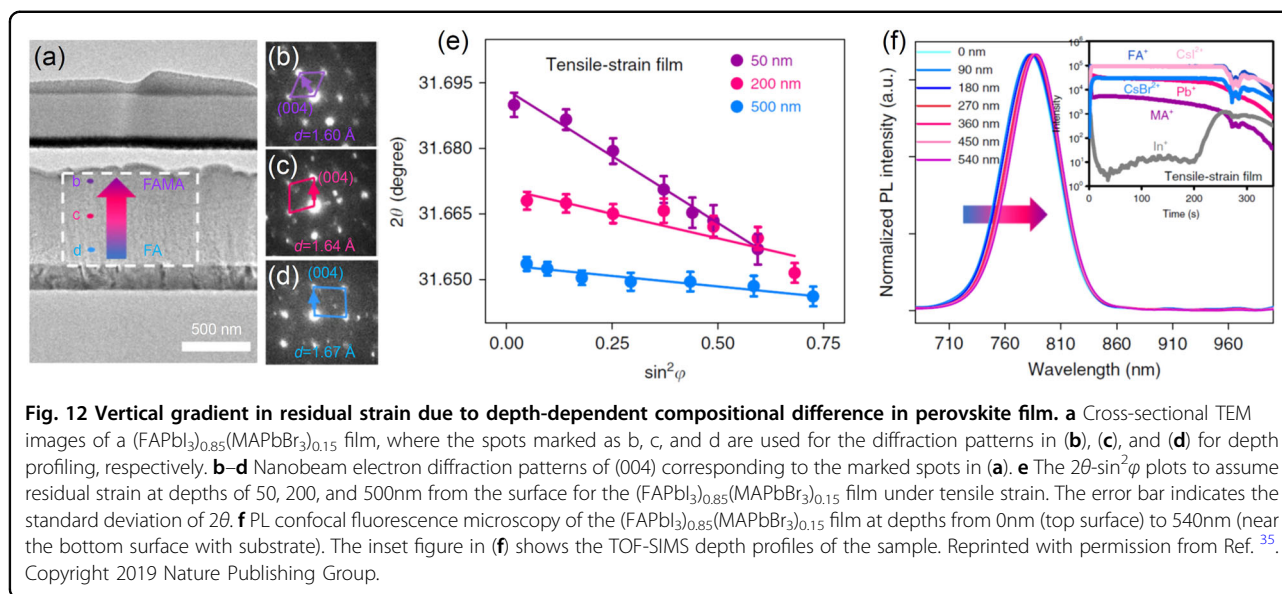 (a)
b
FAMA
c
d
FA
500 nm
(b)
(004)
d=1.60 Å
(c)
(004)
d=1.64 Å
(d)
(004)
d=1.67 Å
(e)
Tensile-strain film
50 nm
200 nm
500 nm
31.695
31.680
31.665
31.650
2θ (degree)
0.00 0.25 0.50 0.75
sin²φ
(f)
0 nm
90 nm
180 nm
270 nm
360 nm
450 nm
540 nm
Normalized PL intensity (a.u.)
710 760 810 860 910 960
Wavelength (nm)
10⁶
10⁵
10⁴
10³
10²
10¹
10⁰
Intensity
FA⁺
CsI²⁺
CsBr²⁺
Pb⁺
MA⁺
In⁺
Tensile-strain film
0 100 200 300
Time (s)
Fig. 12 Vertical gradient in residual strain due to depth-dependent compositional difference in perovskite film. a Cross-sectional TEM
images of a (FAPbI₃)₀.₈₅(MAPbBr₃)₀.₁₅ film, where the spots marked as b, c, and d are used for the diffraction patterns in (b), (c), and (d) for depth
profiling, respectively. b–d Nanobeam electron diffraction patterns of (004) corresponding to the marked spots in (a). e The 2θ-sin²φ plots to assume
residual strain at depths of 50, 200, and 500nm from the surface for the (FAPbI₃)₀.₈₅(MAPbBr₃)₀.₁₅ film under tensile strain. The error bar indicates the
standard deviation of 2θ. f PL confocal fluorescence microscopy of the (FAPbI₃)₀.₈₅(MAPbBr₃)₀.₁₅ film at depths from 0nm (top surface) to 540nm (near
the bottom surface with substrate). The inset figure in (f) shows the TOF-SIMS depth profiles of the sample. Reprinted with permission from Ref. ³⁵.
Copyright 2019 Nature Publishing Group.